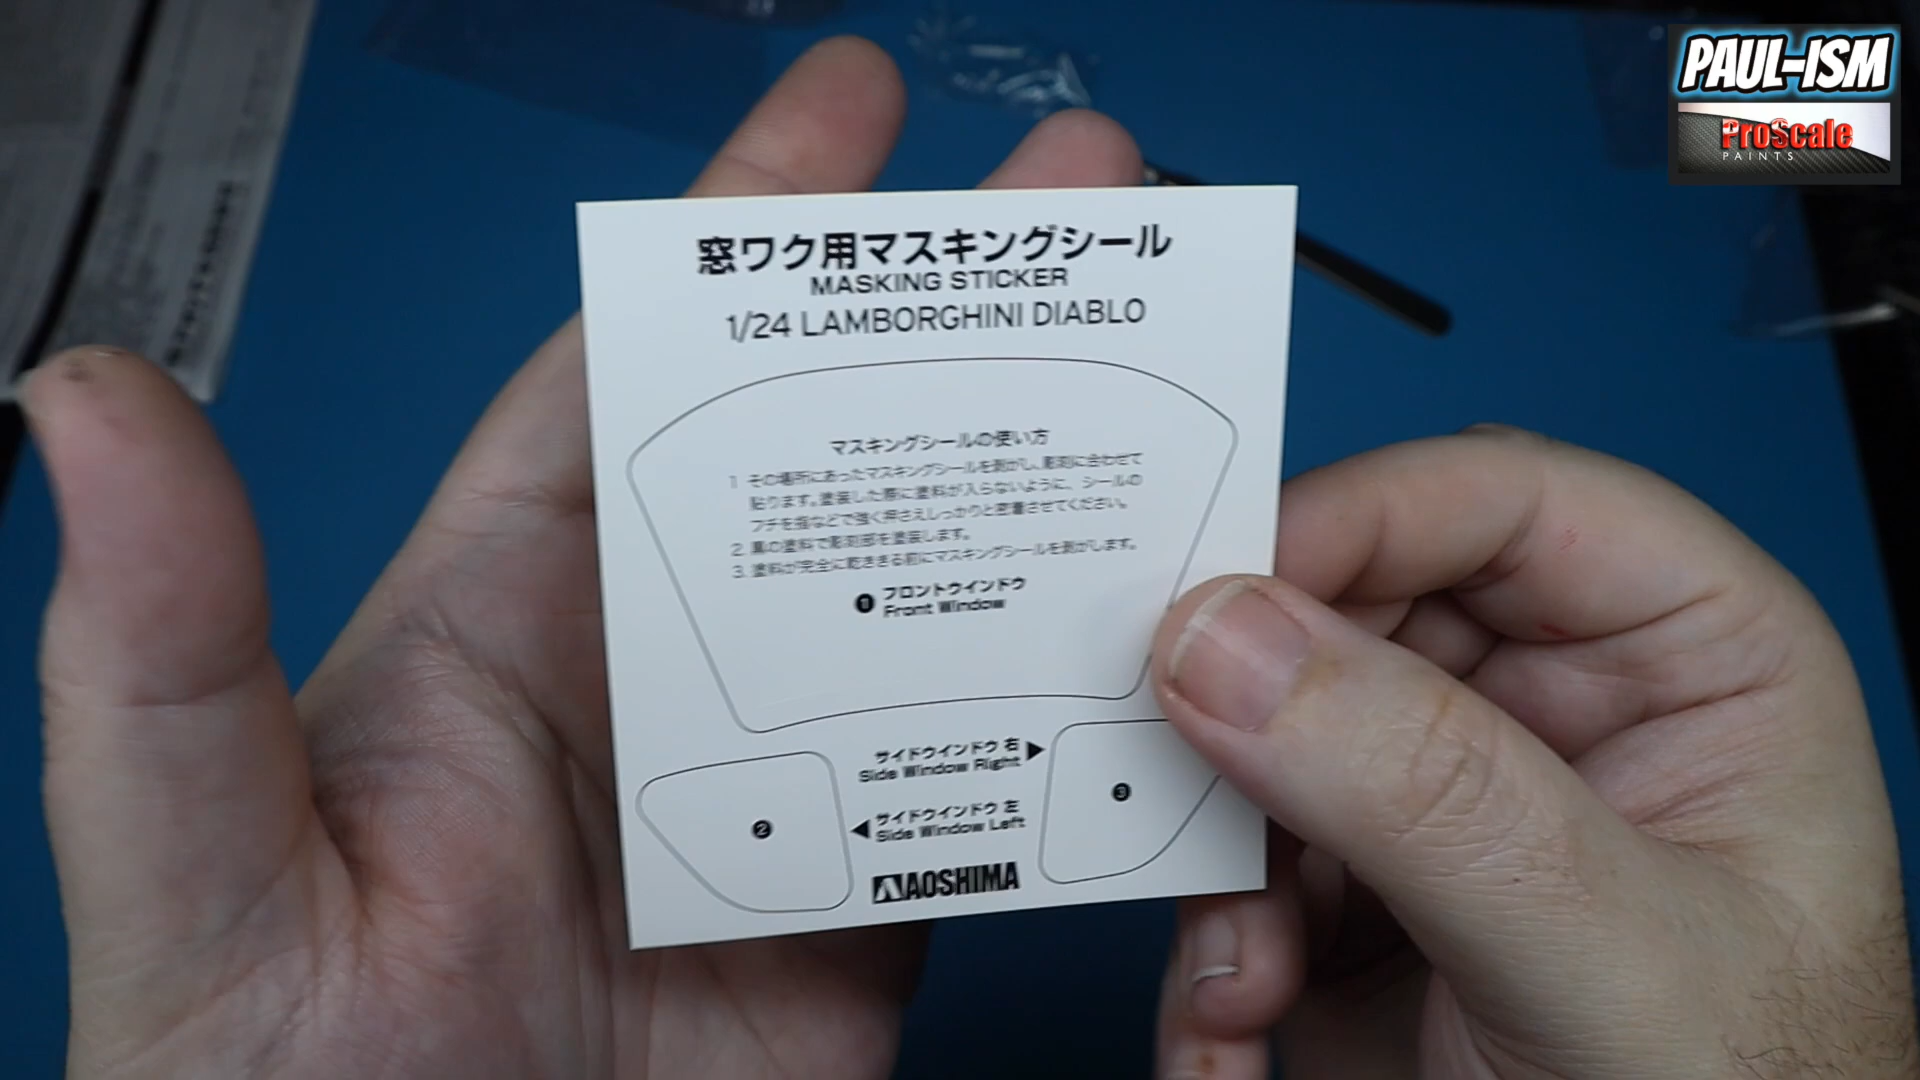 PAUL-ISM
ProScale
PAINTS
窓ワク用マスキングシール
MASKING STICKER
1/24 LAMBORGHINI DIABLO
マスキングシールの使い方
1 その場所にあったマスキングシールを剥がし、彫刻に合わせて
貼ります。塗装した際に塗料が入らないように、シールの
フチを指などで強く押さえしっかりと密着させてください。
2 黒の塗料で彫刻部を塗装します。
3. 塗料が完全に乾ききる前にマスキングシールを剥がします。
❶ フロントウインドウ
Front Window
サイドウインドウ 右 ▶
Side Window Right
❸
❷
◀ サイドウインドウ 左
Side Window Left
AOSHIMA